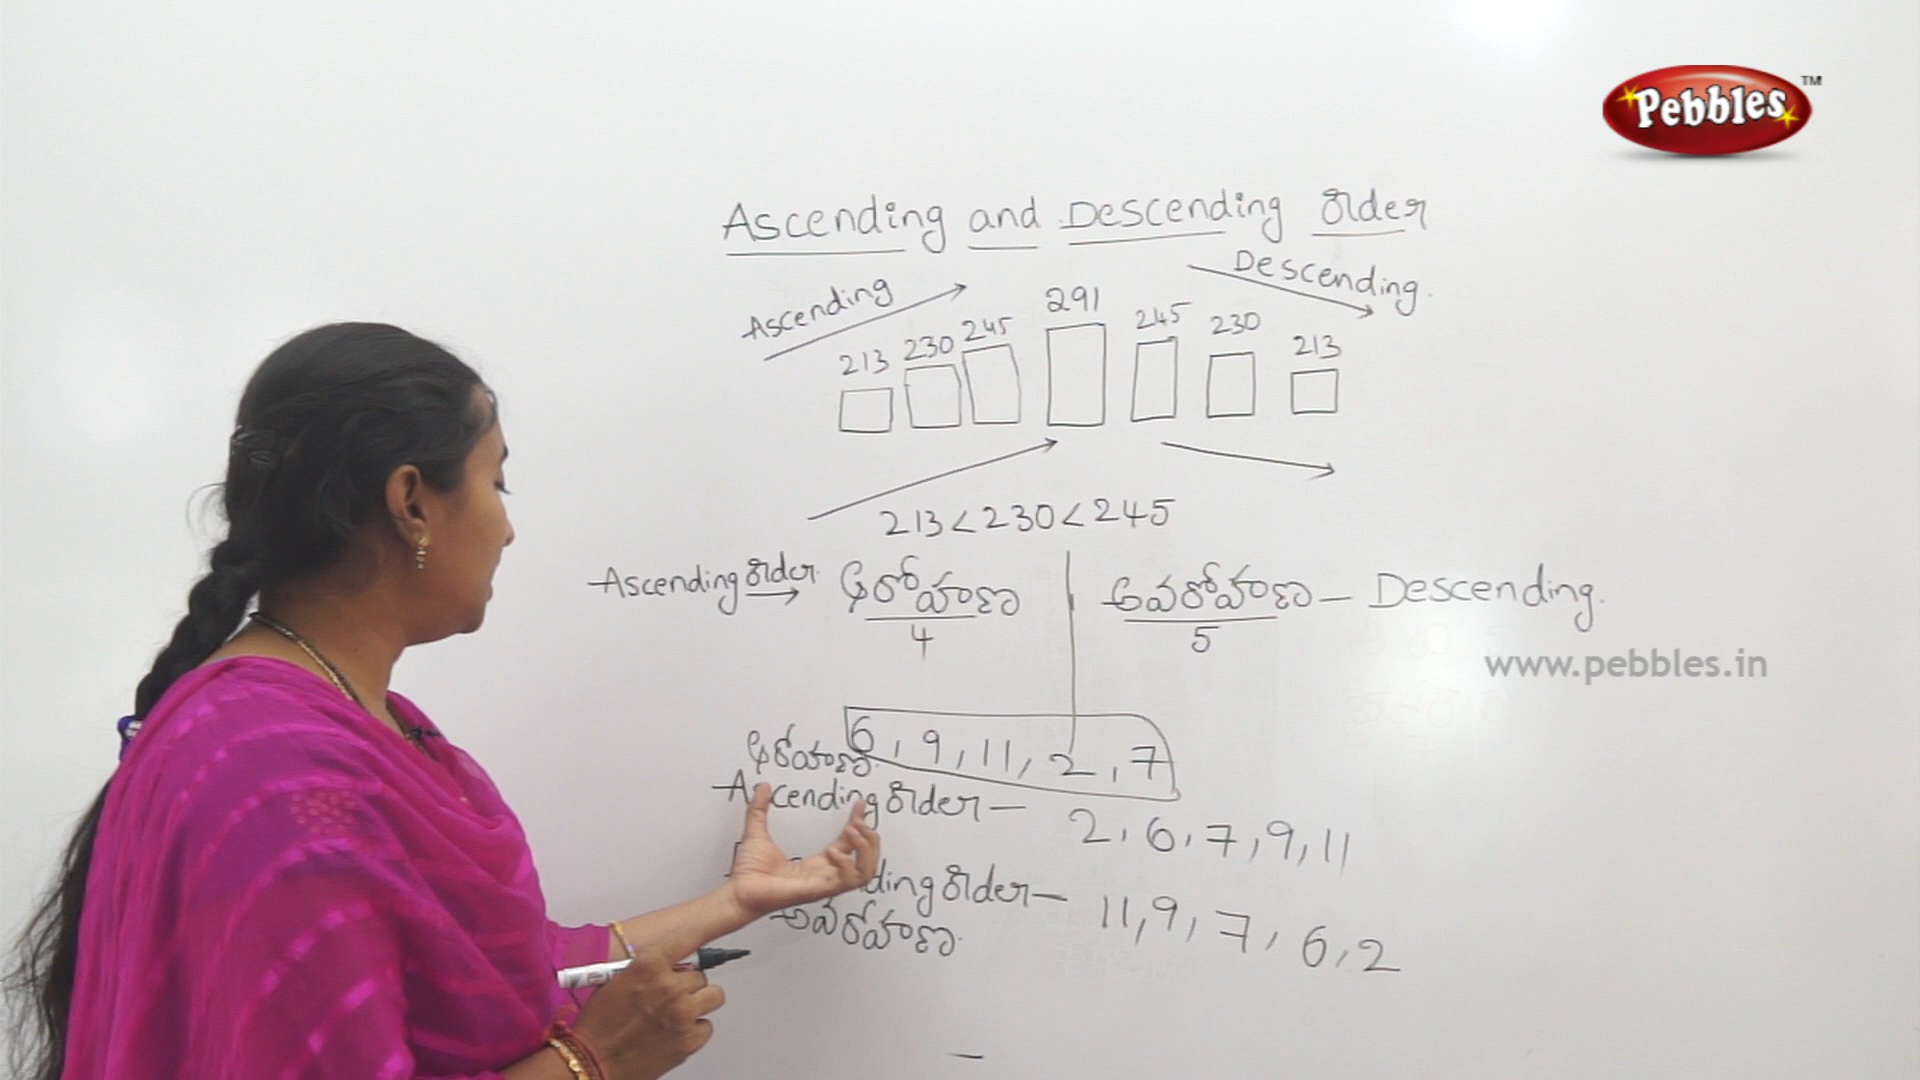 Pebbles TM
Ascending and Descending Order
Ascending
Descending.
213 230 245 291 245 230 213
213 < 230 < 245
Ascending Order → ఆరోహణా
4
అవరోహణా - Descending.
5
www.pebbles.in
6, 9, 11, 2, 7
ఆరోహణా
Ascending Order - 2, 6, 7, 9, 11
Order - 11, 9, 7, 6, 2
అవరోహణా